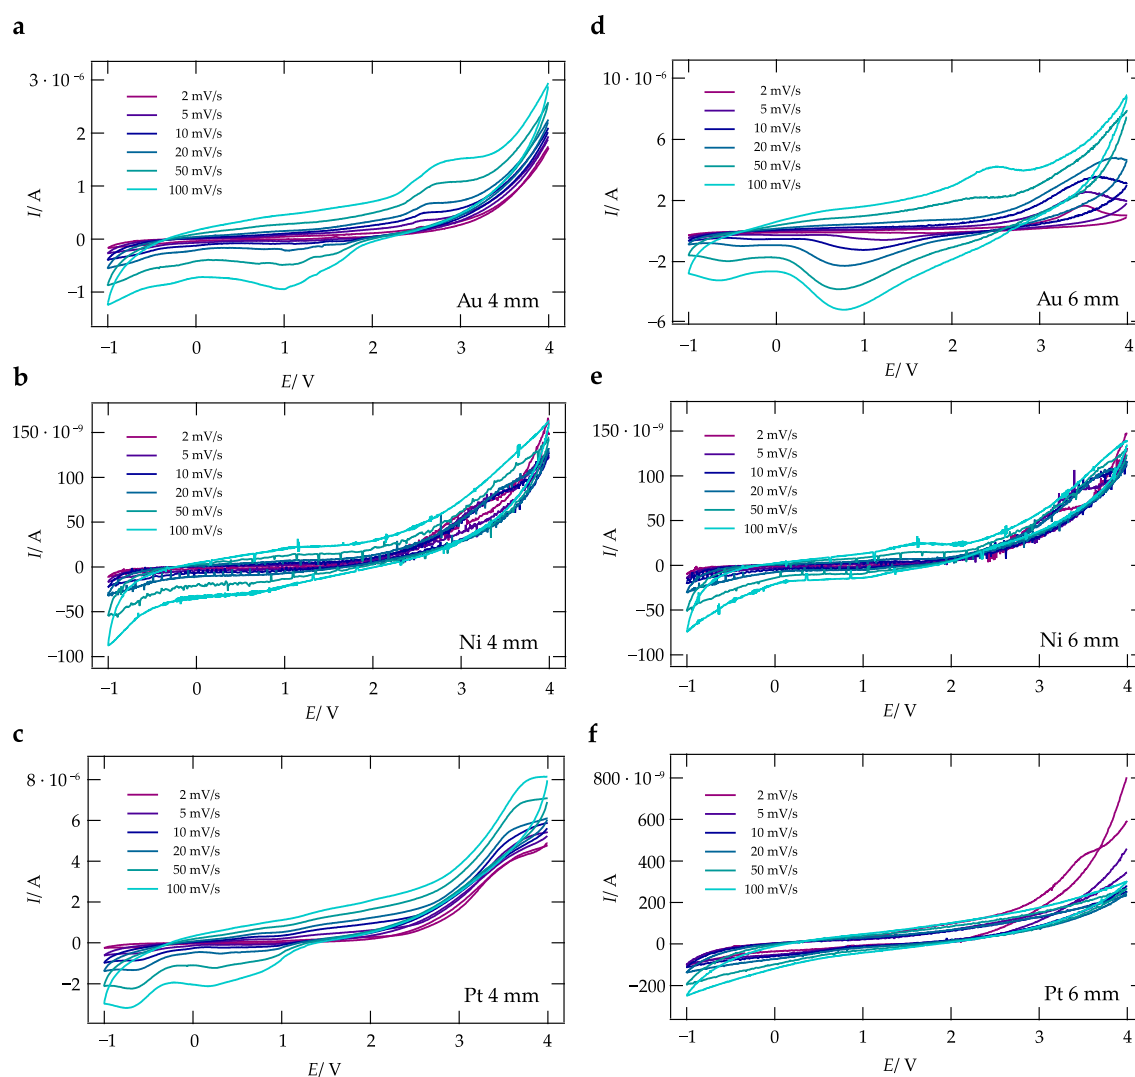 a
3 · 10⁻⁶
2
1
0
−1
I/ A
2 mV/s
5 mV/s
10 mV/s
20 mV/s
50 mV/s
100 mV/s
Au 4 mm
−1 0 1 2 3 4
E/ V
d
10 · 10⁻⁶
6
2
−2
−6
I/ A
2 mV/s
5 mV/s
10 mV/s
20 mV/s
50 mV/s
100 mV/s
Au 6 mm
−1 0 1 2 3 4
E/ V
b
150 · 10⁻⁹
100
50
0
−50
−100
I/ A
2 mV/s
5 mV/s
10 mV/s
20 mV/s
50 mV/s
100 mV/s
Ni 4 mm
−1 0 1 2 3 4
E/ V
e
150 · 10⁻⁹
100
50
0
−50
−100
I/ A
2 mV/s
5 mV/s
10 mV/s
20 mV/s
50 mV/s
100 mV/s
Ni 6 mm
−1 0 1 2 3 4
E/ V
c
8 · 10⁻⁶
6
4
2
0
−2
I/ A
2 mV/s
5 mV/s
10 mV/s
20 mV/s
50 mV/s
100 mV/s
Pt 4 mm
−1 0 1 2 3 4
E/ V
f
800 · 10⁻⁹
600
400
200
0
−200
I/ A
2 mV/s
5 mV/s
10 mV/s
20 mV/s
50 mV/s
100 mV/s
Pt 6 mm
−1 0 1 2 3 4
E/ V